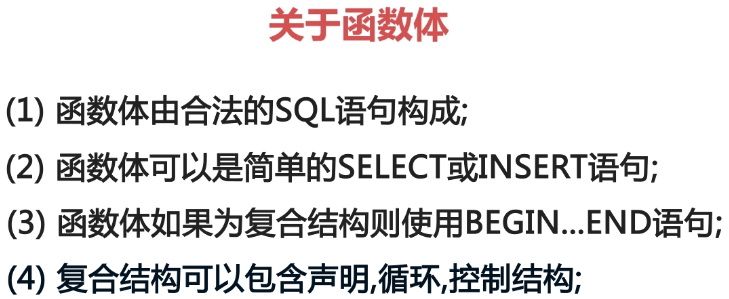 关于函数体
(1) 函数体由合法的SQL语句构成;
(2) 函数体可以是简单的SELECT或INSERT语句;
(3) 函数体如果为复合结构则使用BEGIN...END语句;
(4) 复合结构可以包含声明,循环,控制结构;